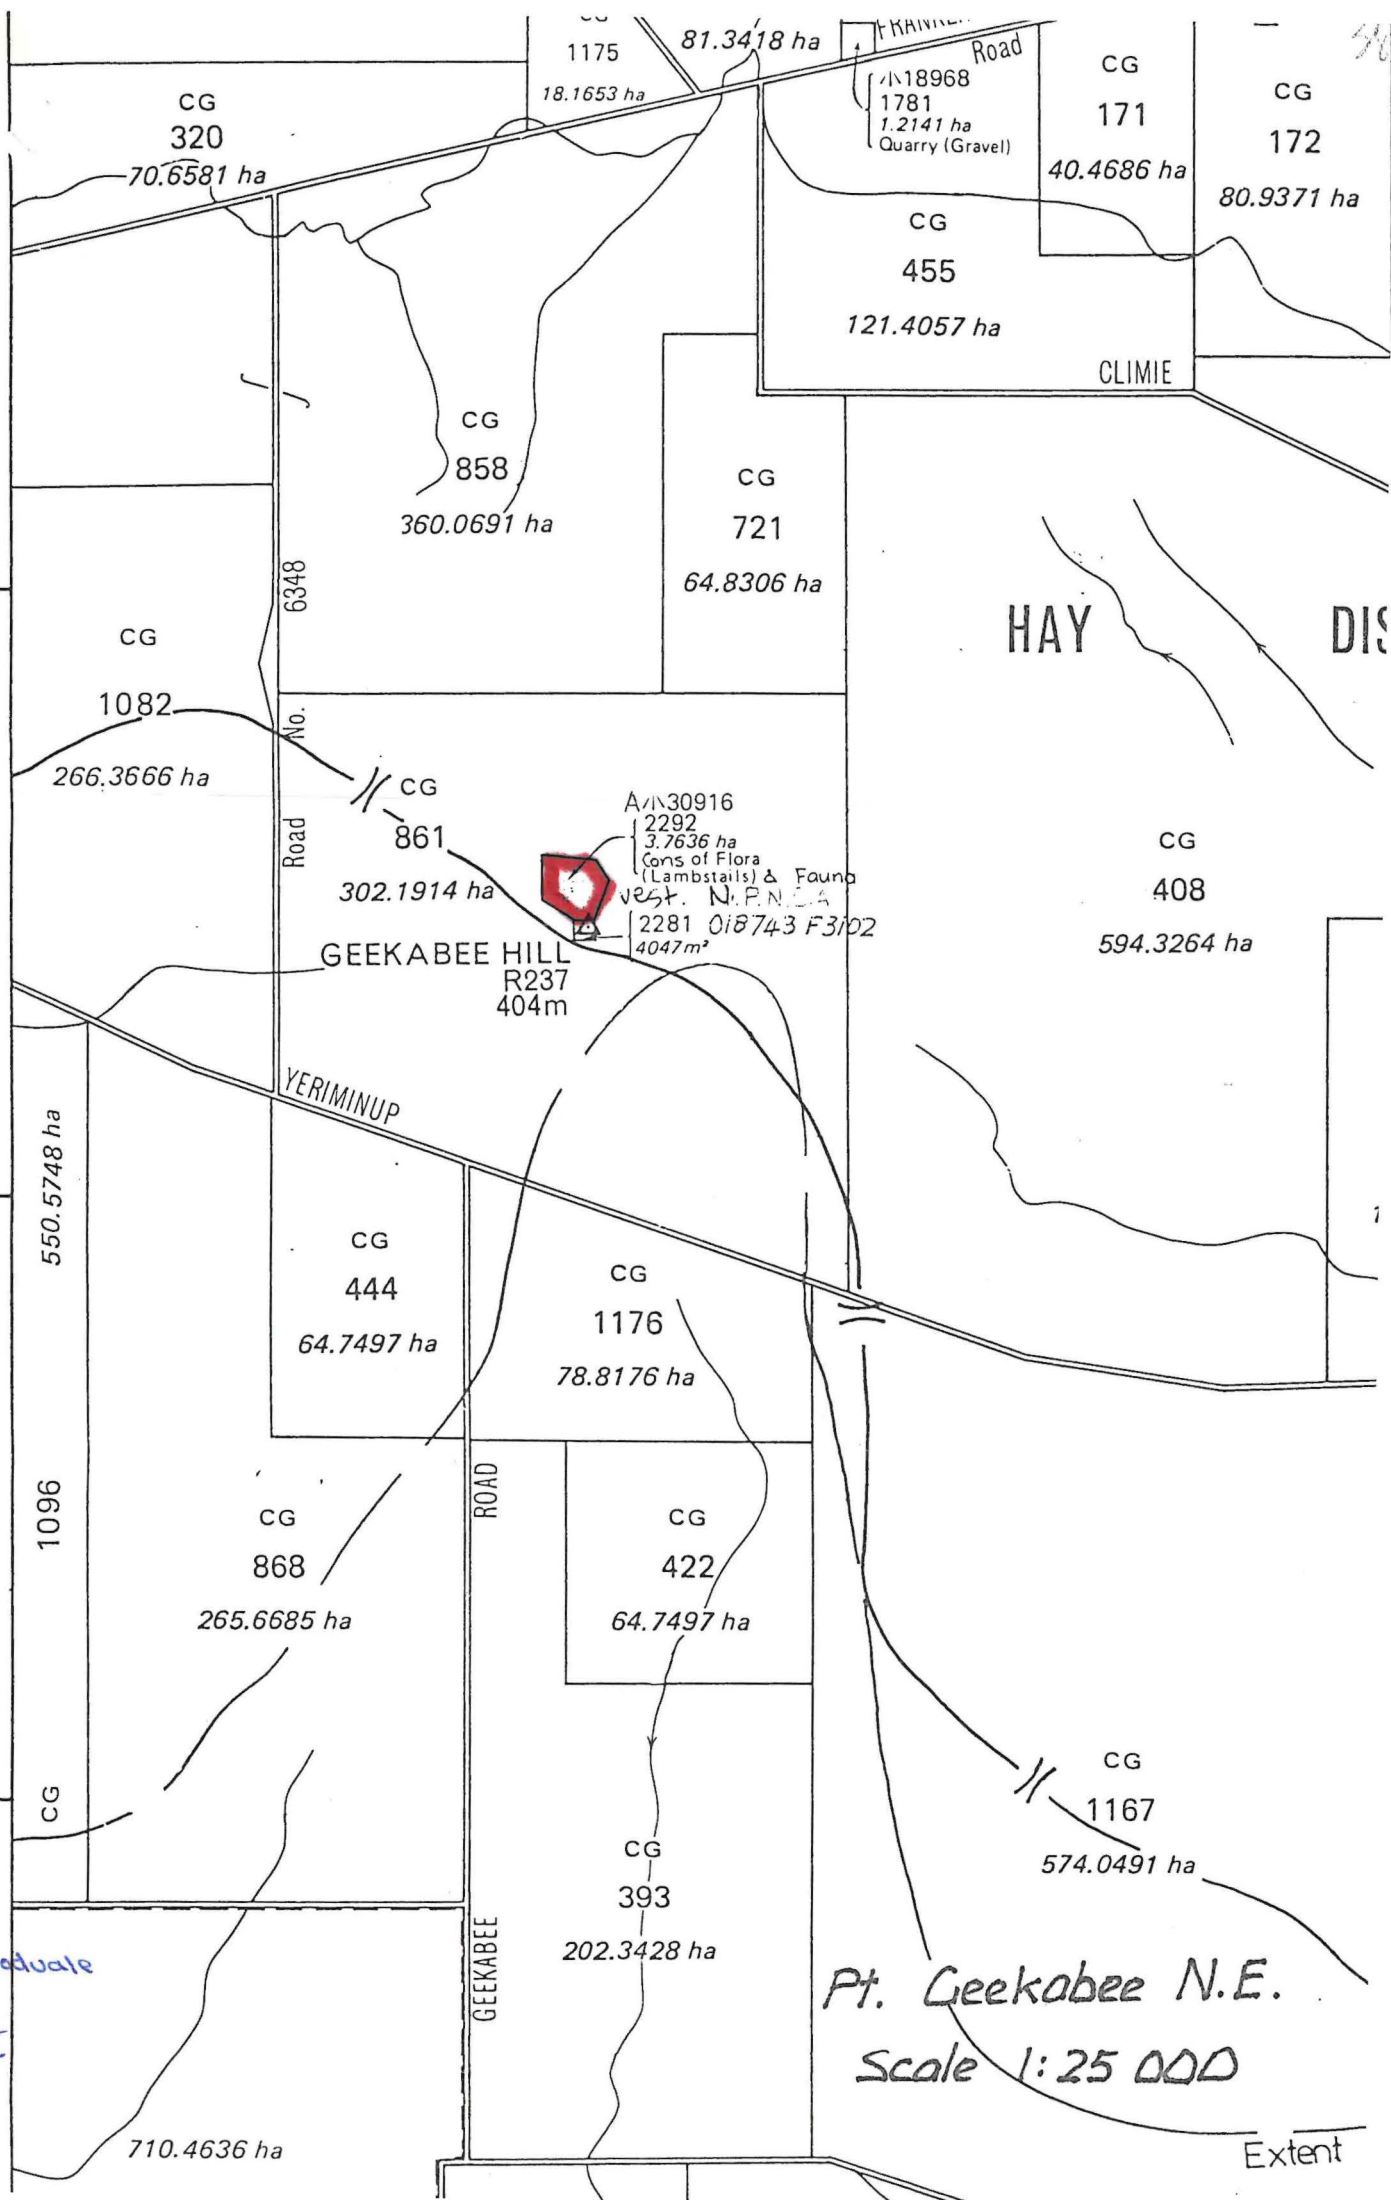 CG
1175
18.1653 ha
81.3418 ha
Road
CG
320
70.6581 ha
18968
1781
1.2141 ha
Quarry (Gravel)
CG
171
40.4686 ha
CG
172
80.9371 ha
CG
455
121.4057 ha
CLIMIE
CG
858
360.0691 ha
CG
721
64.8306 ha
HAY
Road No. 6348
CG
1082
266.3666 ha
CG
861
302.1914 ha
A 30916
2292
3.7636 ha
Cons of Flora
(Lambstails) & Fauna
Vest. N.P.N.C.A
2281 018743 F3102
4047m²
GEEKABEE HILL
R237
404m
CG
408
594.3264 ha
YERIMINUP
550.5748 ha
1096
CG
CG
444
64.7497 ha
CG
1176
78.8176 ha
CG
868
265.6685 ha
GEEKABEE ROAD
CG
422
64.7497 ha
CG
393
202.3428 ha
CG
1167
574.0491 ha
Pt. Geekabee N.E.
Scale 1:25 000
Extent
710.4636 ha